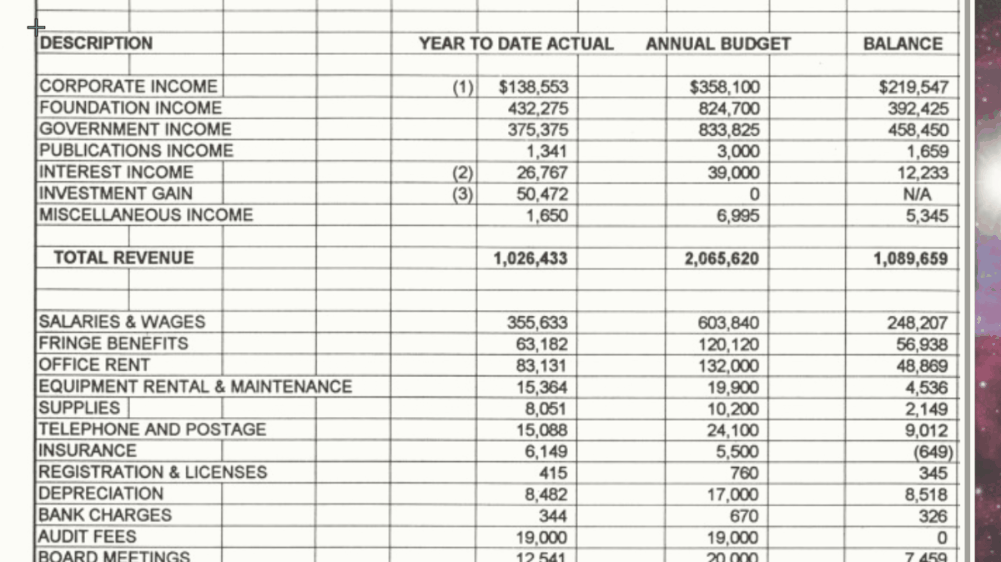 DESCRIPTION YEAR TO DATE ACTUAL ANNUAL BUDGET BALANCE
CORPORATE INCOME (1) $138,553 $358,100 $219,547
FOUNDATION INCOME 432,275 824,700 392,425
GOVERNMENT INCOME 375,375 833,825 458,450
PUBLICATIONS INCOME 1,341 3,000 1,659
INTEREST INCOME (2) 26,767 39,000 12,233
INVESTMENT GAIN (3) 50,472 0 N/A
MISCELLANEOUS INCOME 1,650 6,995 5,345
TOTAL REVENUE 1,026,433 2,065,620 1,089,659
SALARIES & WAGES 355,633 603,840 248,207
FRINGE BENEFITS 63,182 120,120 56,938
OFFICE RENT 83,131 132,000 48,869
EQUIPMENT RENTAL & MAINTENANCE 15,364 19,900 4,536
SUPPLIES 8,051 10,200 2,149
TELEPHONE AND POSTAGE 15,088 24,100 9,012
INSURANCE 6,149 5,500 (649)
REGISTRATION & LICENSES 415 760 345
DEPRECIATION 8,482 17,000 8,518
BANK CHARGES 344 670 326
AUDIT FEES 19,000 19,000 0
BOARD MEETINGS 12,541 20,000 7,459